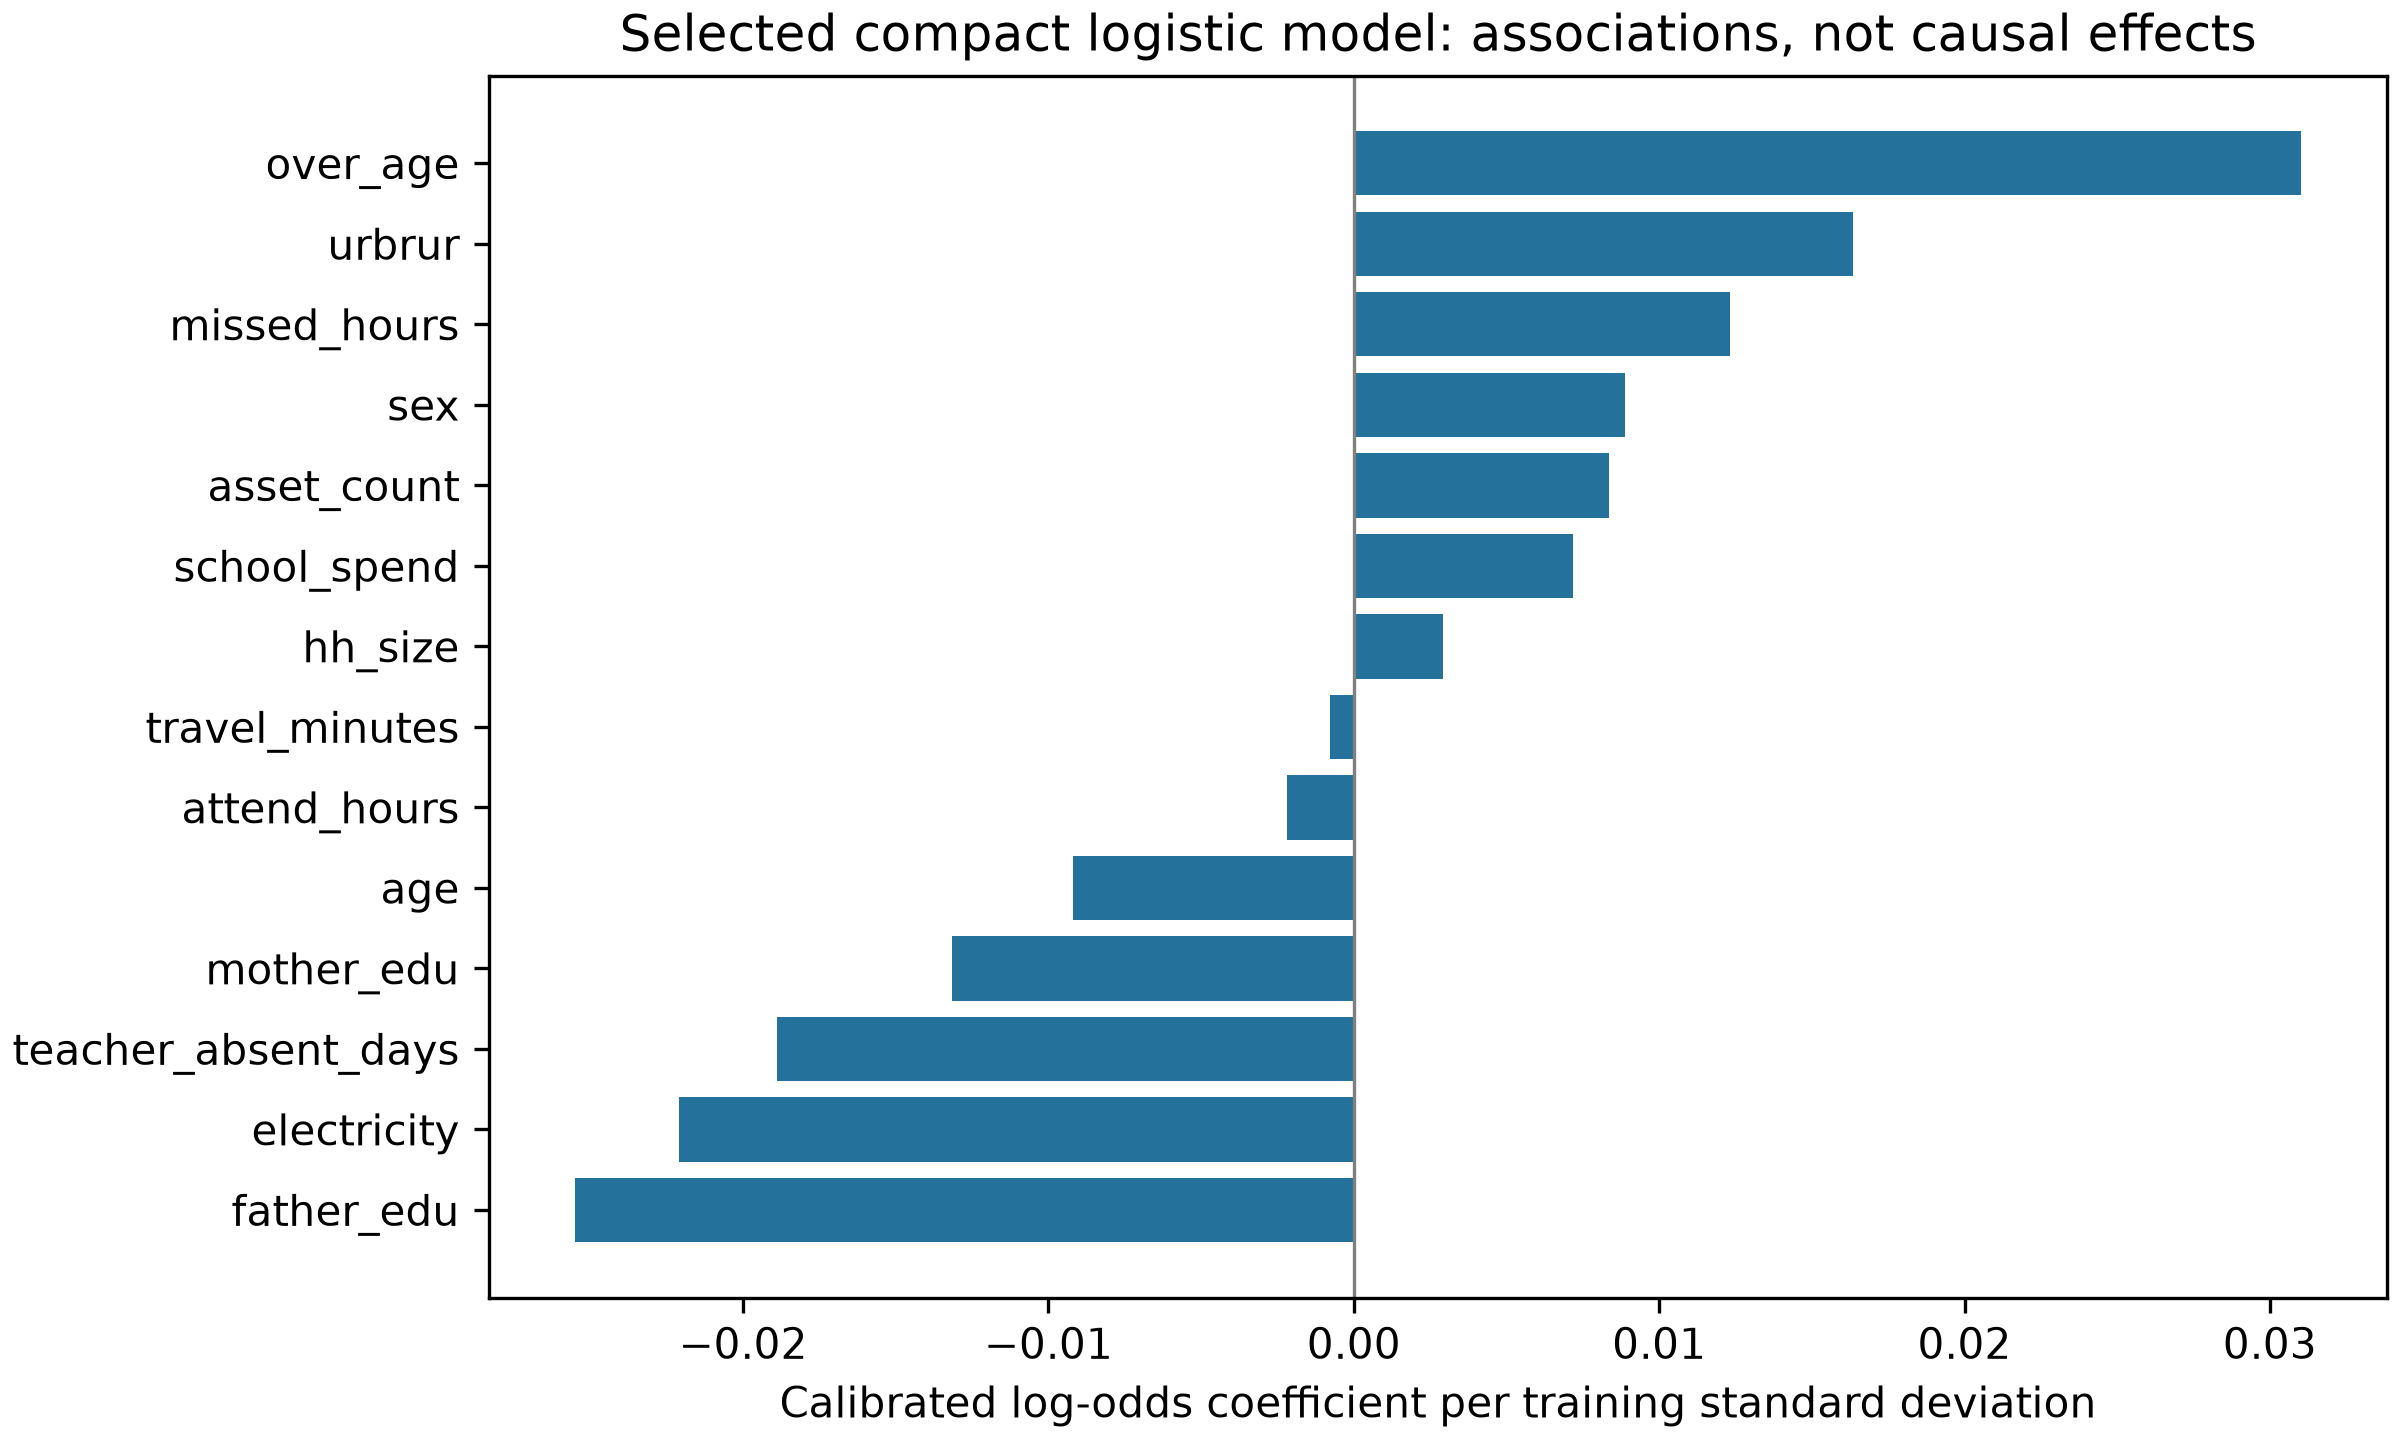 Selected compact logistic model: associations, not causal effects
over_age
urbrur
missed_hours
sex
asset_count
school_spend
hh_size
travel_minutes
attend_hours
age
mother_edu
teacher_absent_days
electricity
father_edu
−0.02 −0.01 0.00 0.01 0.02 0.03
Calibrated log-odds coefficient per training standard deviation